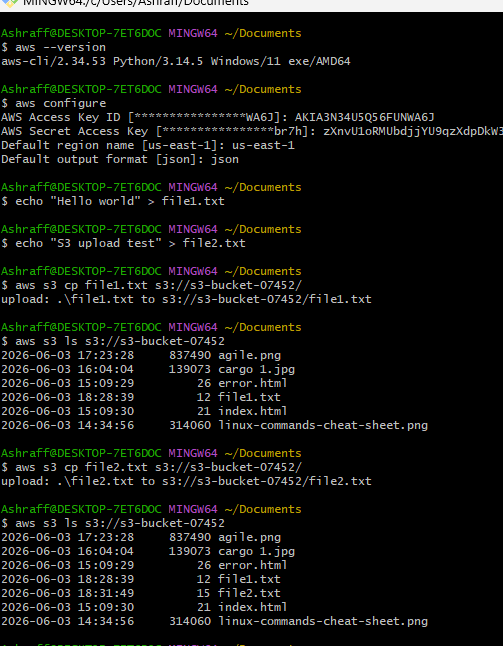 MINGW64:/c/Users/Ashraff/Documents
Ashraff@DESKTOP-7ET6DOC MINGW64 ~/Documents
$ aws --version
aws-cli/2.34.53 Python/3.14.5 Windows/11 exe/AMD64
Ashraff@DESKTOP-7ET6DOC MINGW64 ~/Documents
$ aws configure
AWS Access Key ID [****************WA6J]: AKIA3N34U5Q56FUNWA6J
AWS Secret Access Key [****************br7h]:
Default region name [us-east-1]: us-east-1
Default output format [json]: json
Ashraff@DESKTOP-7ET6DOC MINGW64 ~/Documents
$ echo "Hello world" > file1.txt
Ashraff@DESKTOP-7ET6DOC MINGW64 ~/Documents
$ echo "S3 upload test" > file2.txt
Ashraff@DESKTOP-7ET6DOC MINGW64 ~/Documents
$ aws s3 cp file1.txt s3://s3-bucket-07452/
upload: .\file1.txt to s3://s3-bucket-07452/file1.txt
Ashraff@DESKTOP-7ET6DOC MINGW64 ~/Documents
$ aws s3 ls s3://s3-bucket-07452
2026-06-03 17:23:28     837490 agile.png
2026-06-03 16:04:04     139073 cargo 1.jpg
2026-06-03 15:09:29         26 error.html
2026-06-03 18:28:39         12 file1.txt
2026-06-03 15:09:30         21 index.html
2026-06-03 14:34:56     314060 linux-commands-cheat-sheet.png
Ashraff@DESKTOP-7ET6DOC MINGW64 ~/Documents
$ aws s3 cp file2.txt s3://s3-bucket-07452/
upload: .\file2.txt to s3://s3-bucket-07452/file2.txt
Ashraff@DESKTOP-7ET6DOC MINGW64 ~/Documents
$ aws s3 ls s3://s3-bucket-07452
2026-06-03 17:23:28     837490 agile.png
2026-06-03 16:04:04     139073 cargo 1.jpg
2026-06-03 15:09:29         26 error.html
2026-06-03 18:28:39         12 file1.txt
2026-06-03 18:31:49         15 file2.txt
2026-06-03 15:09:30         21 index.html
2026-06-03 14:34:56     314060 linux-commands-cheat-sheet.png